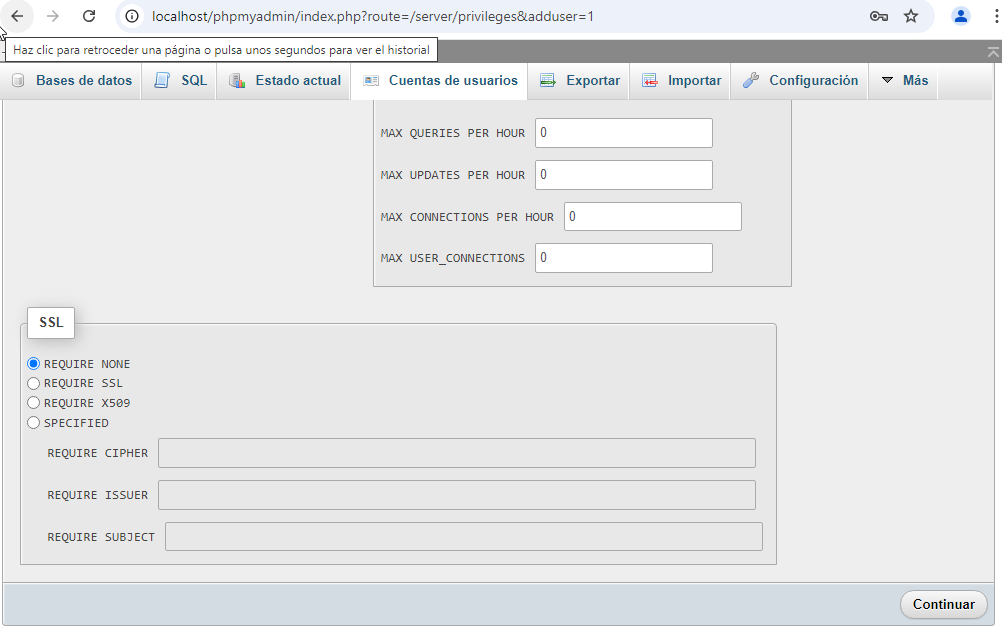 localhost/phpmyadmin/index.php?route=/server/privileges&adduser=1
Haz clic para retroceder una página o pulsa unos segundos para ver el historial
Bases de datos SQL Estado actual Cuentas de usuarios Exportar Importar Configuración Más
MAX QUERIES PER HOUR 0
MAX UPDATES PER HOUR 0
MAX CONNECTIONS PER HOUR 0
MAX USER_CONNECTIONS 0
SSL
REQUIRE NONE
REQUIRE SSL
REQUIRE X509
SPECIFIED
REQUIRE CIPHER
REQUIRE ISSUER
REQUIRE SUBJECT
Continuar